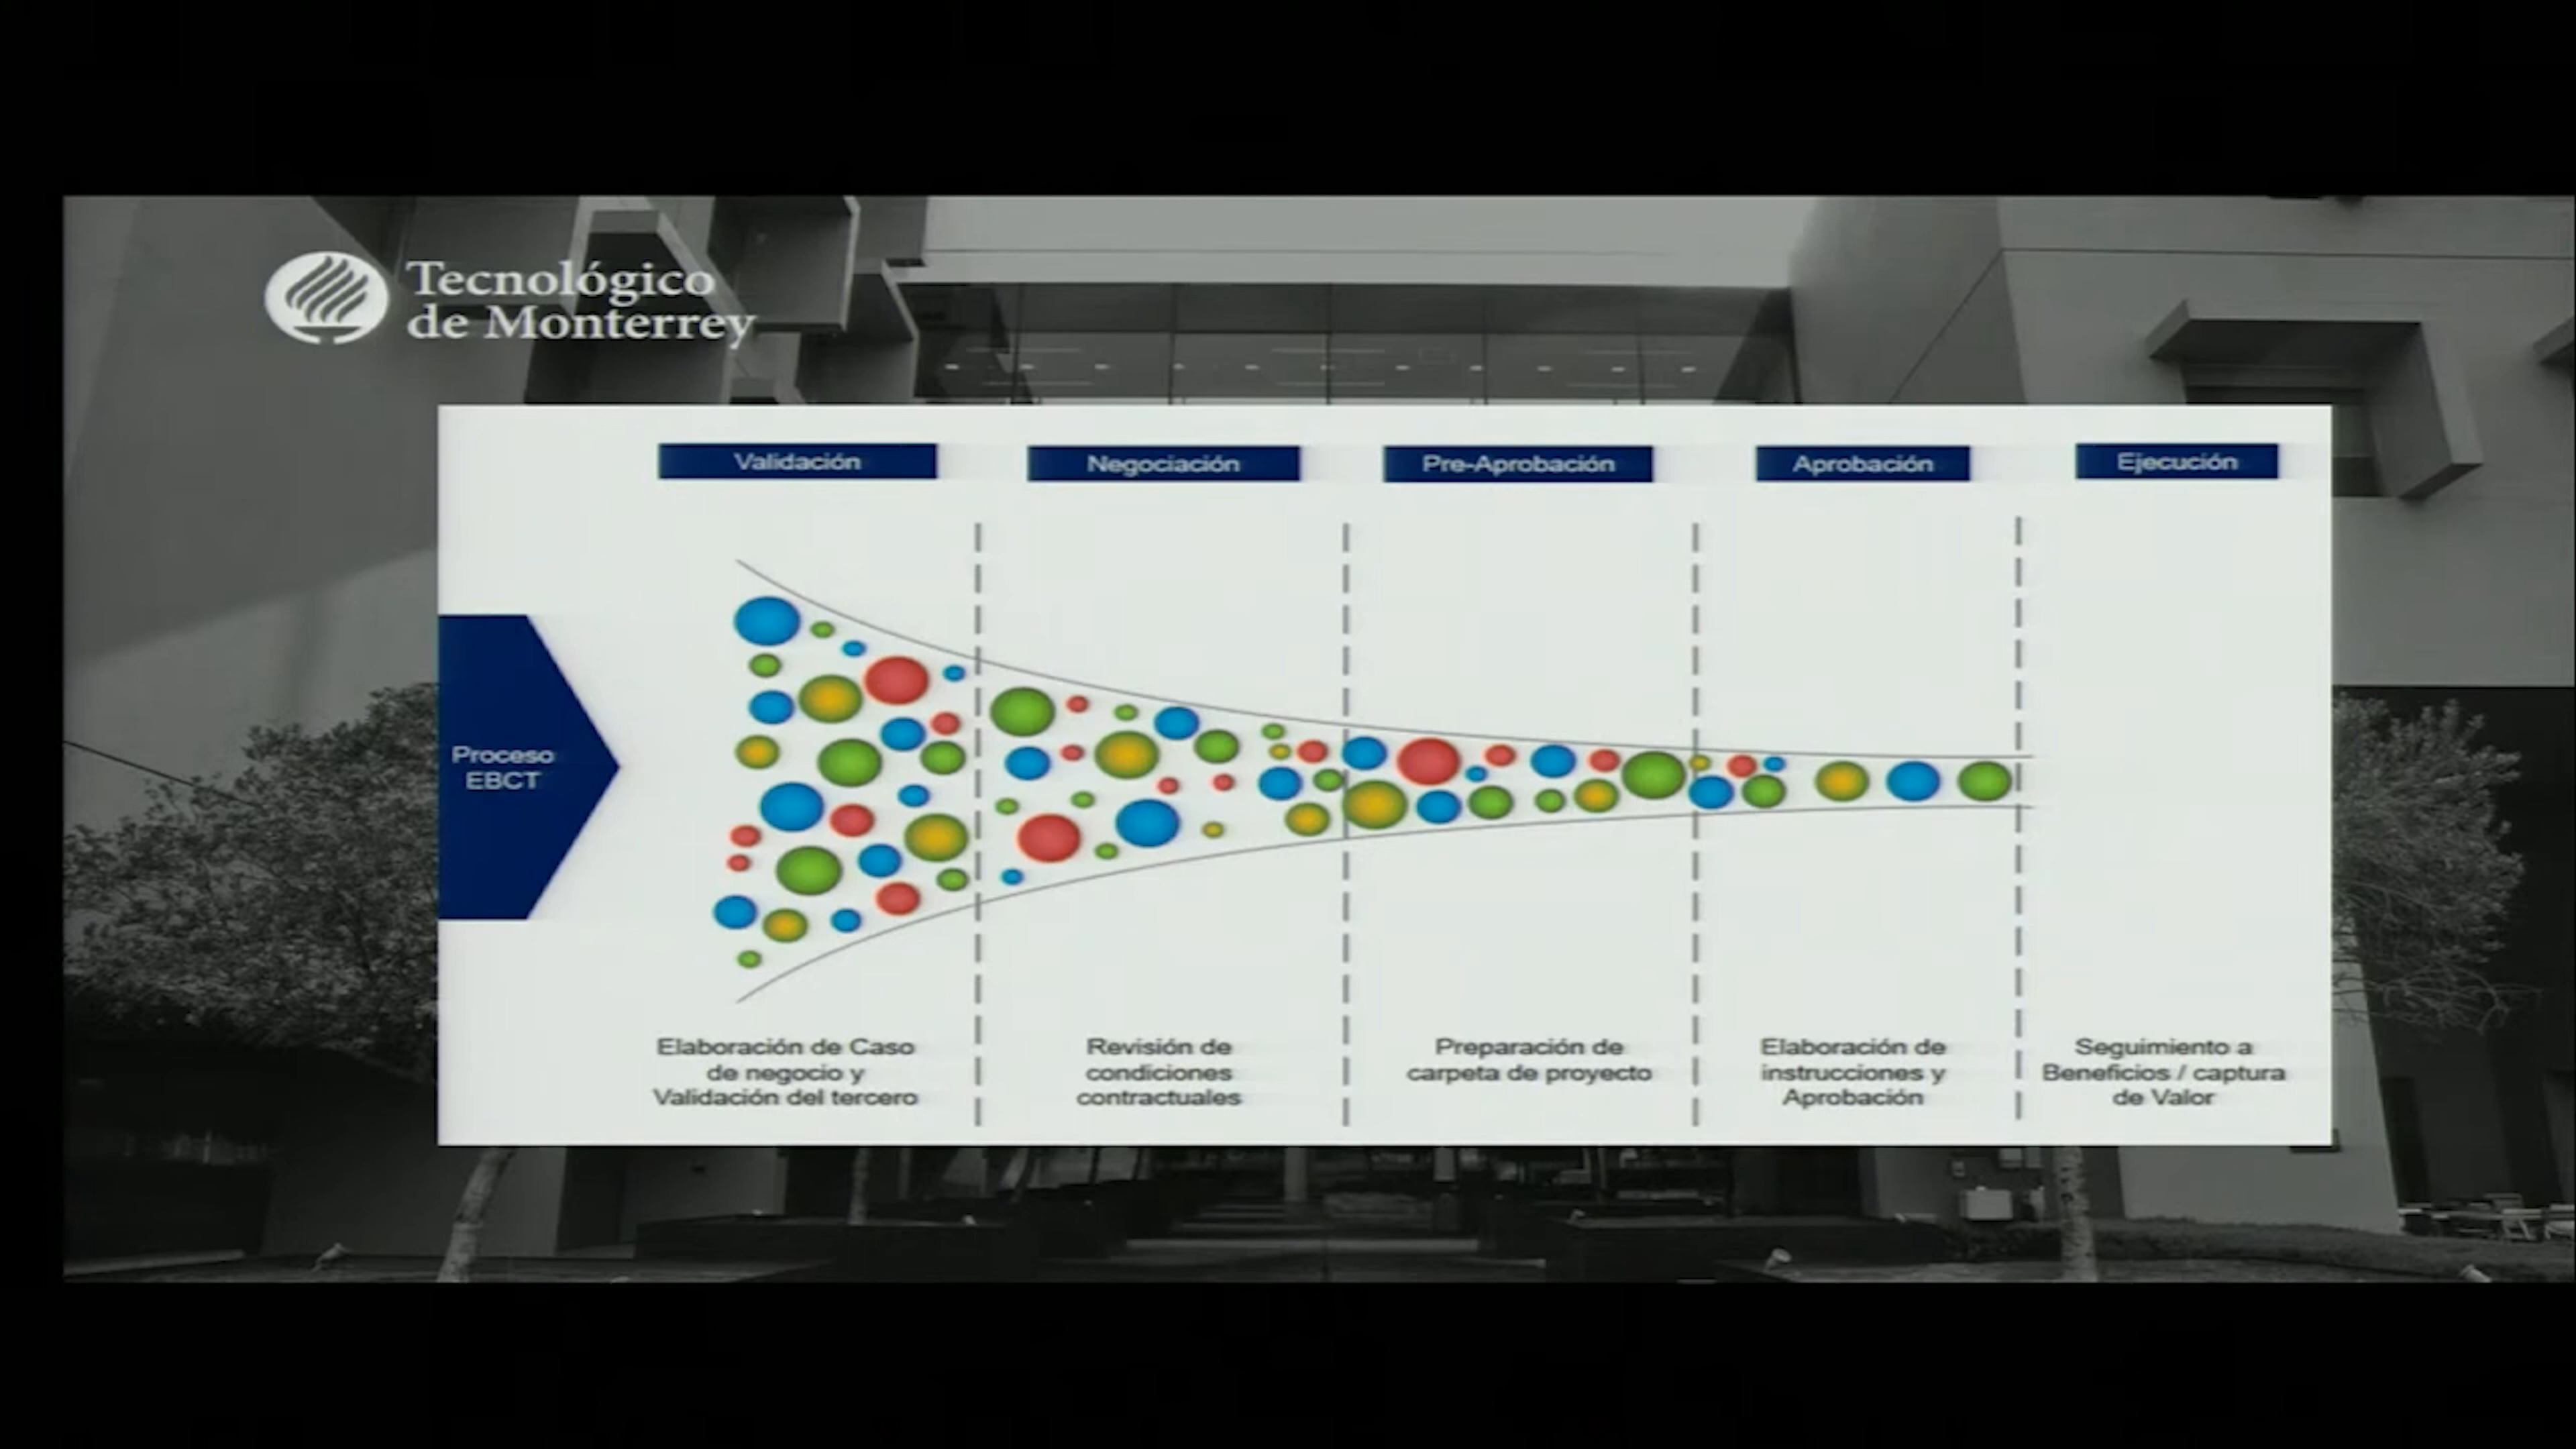 Tecnológico
de Monterrey
Validación
Negociación
Pre-Aprobación
Aprobación
Ejecución
Proceso
EBCT
Elaboración de Caso
de negocio y
Validación del tercero
Revisión de
condiciones
contractuales
Preparación de
carpeta de proyecto
Elaboración de
instrucciones y
Aprobación
Seguimiento a
Beneficios / captura
de Valor